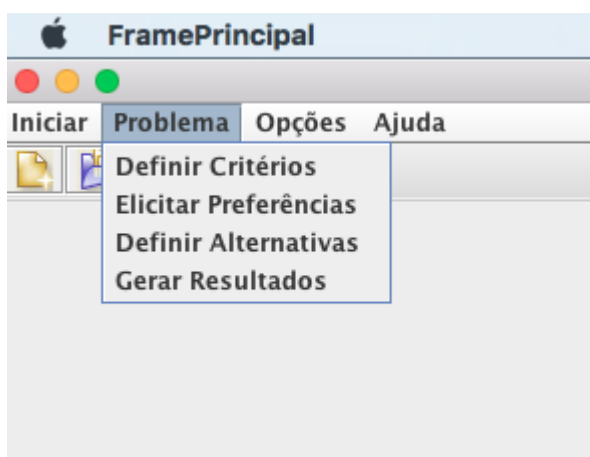 FramePrincipal
Iniciar Problema Opções Ajuda
Definir Critérios
Elicitar Preferências
Definir Alternativas
Gerar Resultados